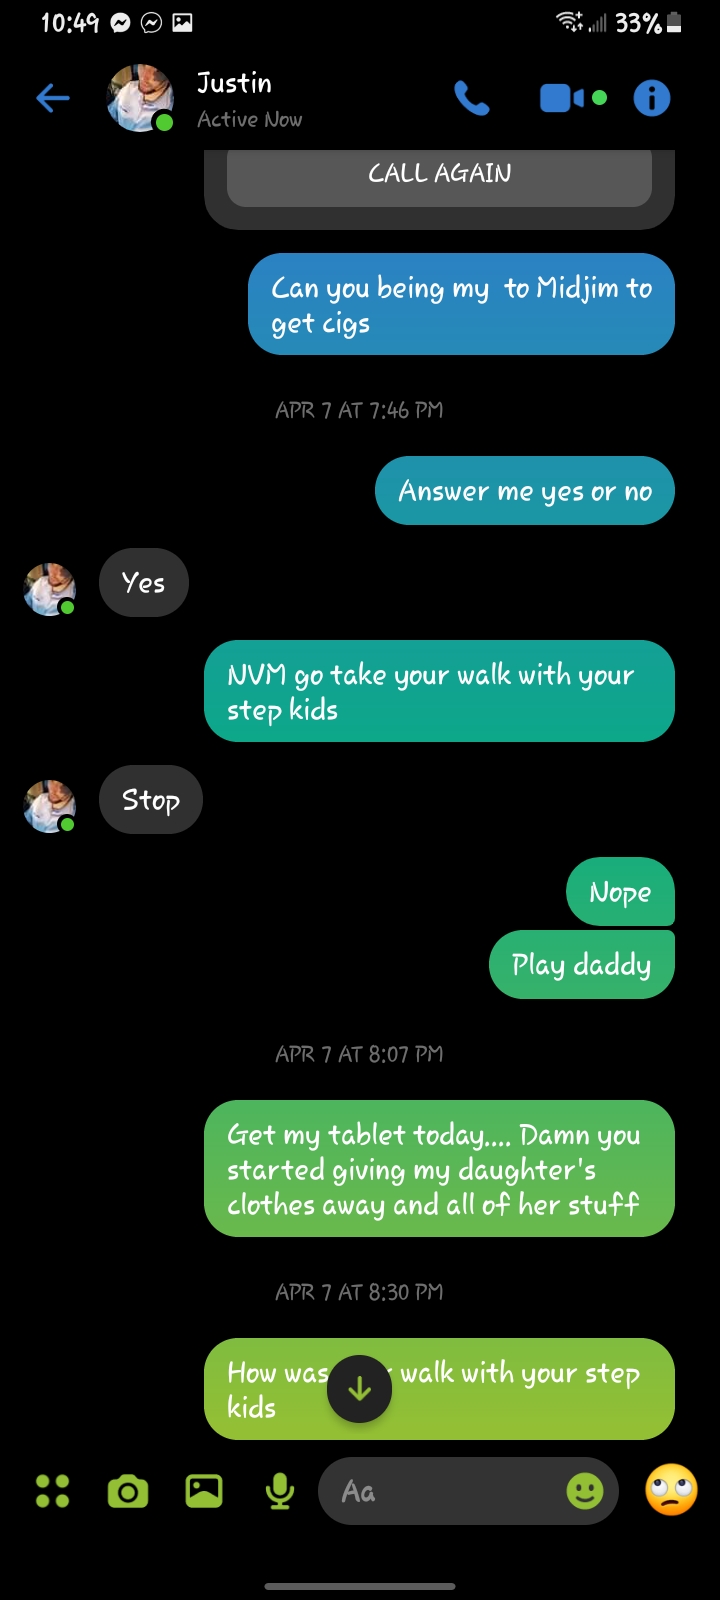 10:49
33%
Justin
Active Now
CALL AGAIN
Can you being my to Midjim to
get cigs
APR 7 AT 7:46 PM
Answer me yes or no
Yes
NVM go take your walk with your
step kids
Stop
Nope
Play daddy
APR 7 AT 8:07 PM
Get my tablet today.... Damn you
started giving my daughter's
clothes away and all of her stuff
APR 7 AT 8:30 PM
How was walk with your step
kids
Aa